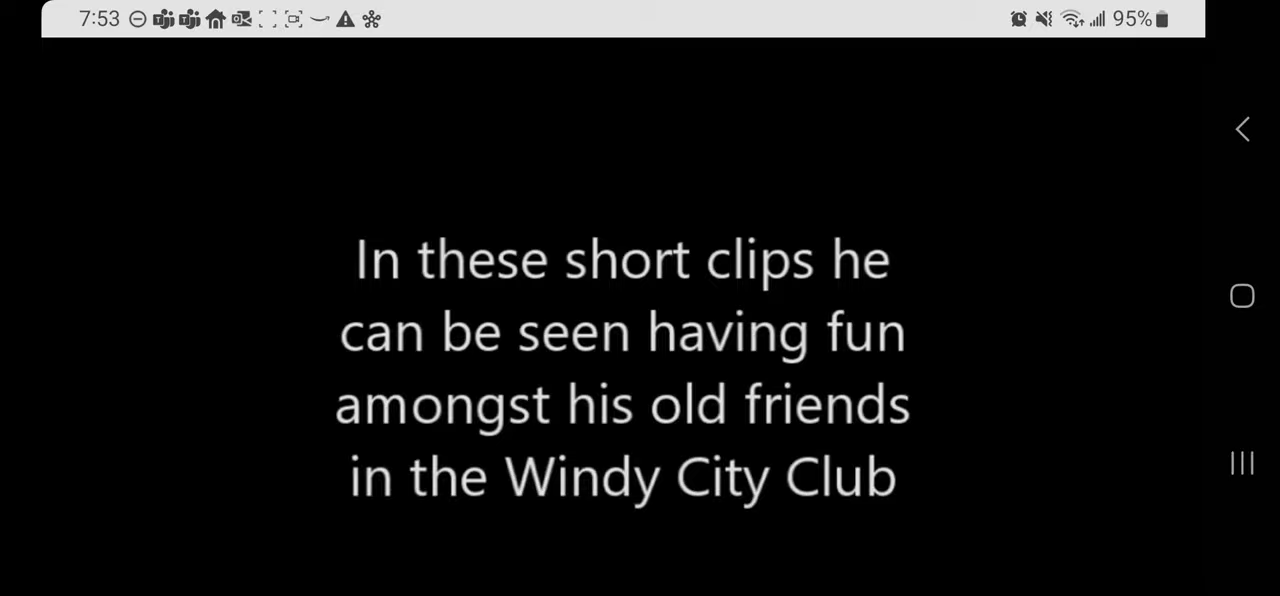 7:53 95%
In these short clips he
can be seen having fun
amongst his old friends
in the Windy City Club